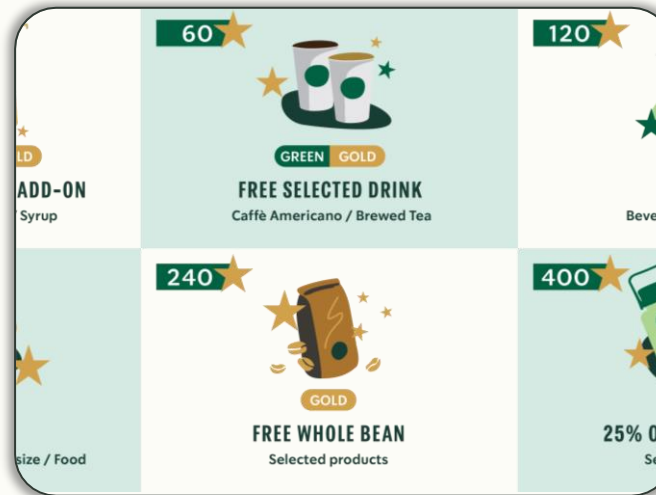 60
120
GREEN GOLD
ADD-ON
FREE SELECTED DRINK
Syrup
Caffè Americano / Brewed Tea
240
400
GOLD
FREE WHOLE BEAN
25%
size / Food
Selected products